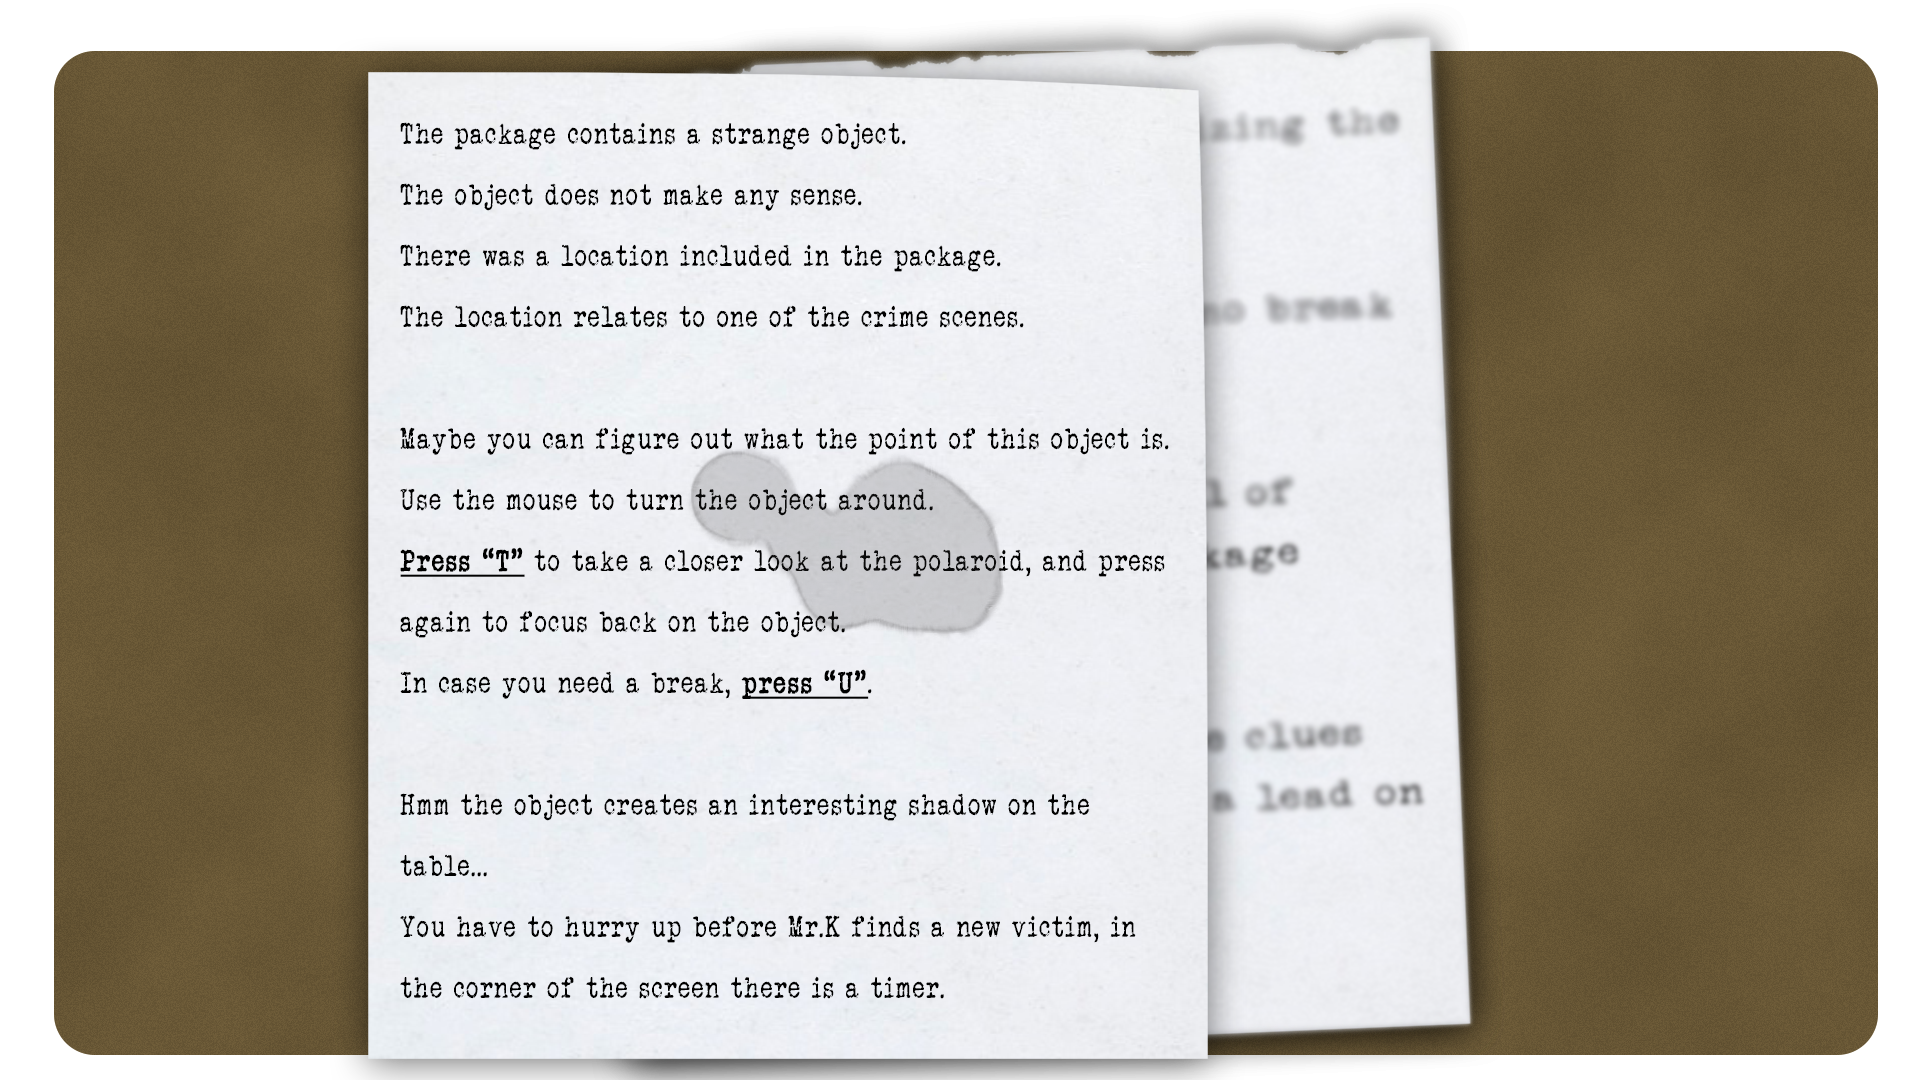 The package contains a strange object.
The object does not make any sense.
There was a location included in the package.
The location relates to one of the crime scenes.
Maybe you can figure out what the point of this object is.
Use the mouse to turn the object around.
Press “T” to take a closer look at the polaroid, and press
again to focus back on the object.
In case you need a break, press “U”.
Hmm the object creates an interesting shadow on the
table...
You have to hurry up before Mr.K finds a new victim, in
the corner of the screen there is a timer.
the
no break
of
clues
a lead on